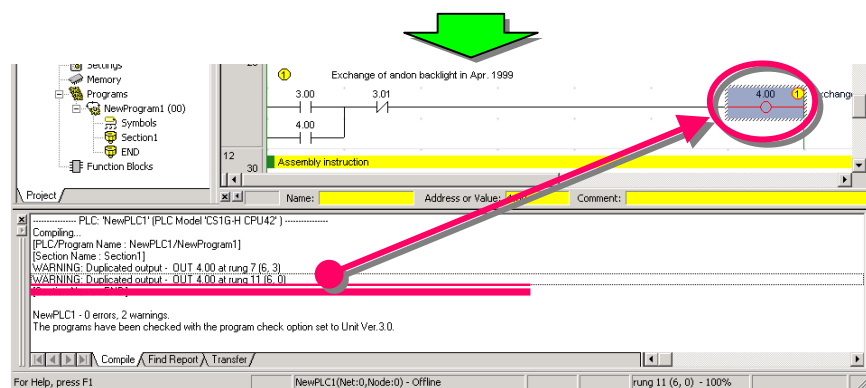 Settings
Memory
Programs
NewProgram1 (00)
Symbols
Section1
END
Function Blocks
Project
1 Exchange of andon backlight in Apr. 1999
3.00 3.01 4.00 1
4.00
12
30
Assembly instruction
Name: Address or Value: Comment:
--------------- PLC: 'NewPLC1' (PLC Model 'CS1G-H CPU42' ) ---------------
Compiling...
[PLC/Program Name : NewPLC1/NewProgram1]
[Section Name : Section1]
WARNING: Duplicated output - OUT 4.00 at rung 7 (6, 3)
WARNING: Duplicated output - OUT 4.00 at rung 11 (6, 0)
[Section Name : END]
NewPLC1 - 0 errors, 2 warnings.
The programs have been checked with the program check option set to Unit Ver.3.0.
Compile Find Report Transfer
For Help, press F1 NewPLC1(Net:0,Node:0) - Offline rung 11 (6, 0) - 100%